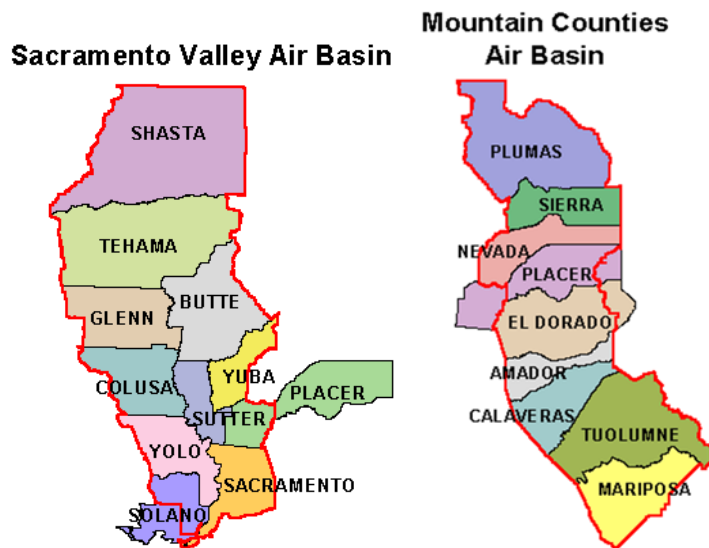 Sacramento Valley Air Basin
SHASTA
TEHAMA
BUTTE
GLENN
COLUSA
YUBA
PLACER
SUTTER
YOLO
SACRAMENTO
SOLANO
Mountain Counties
Air Basin
PLUMAS
SIERRA
NEVADA
PLACER
EL DORADO
AMADOR
CALAVERAS
TUOLUMNE
MARIPOSA